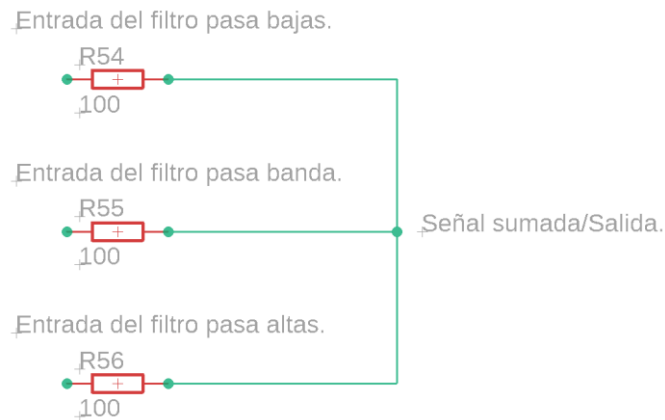 Entrada del filtro pasa bajas.
R54
100
Entrada del filtro pasa banda.
R55
100
Señal sumada/Salida.
Entrada del filtro pasa altas.
R56
100